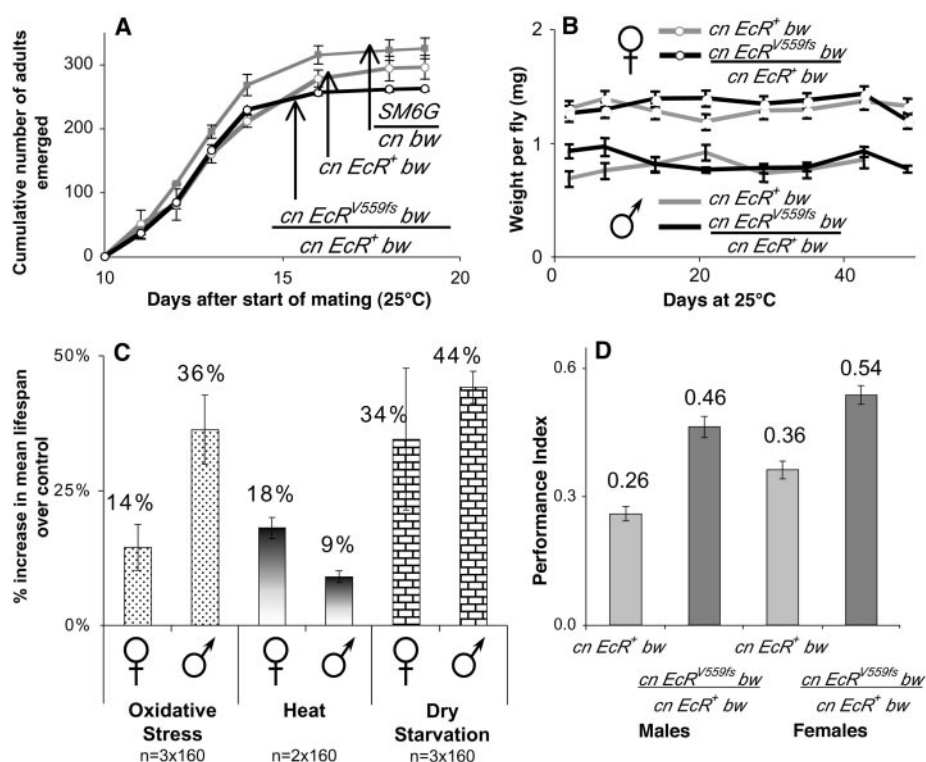 A
Cumulative number of adults
emerged
300
200
100
0
10
15
20
Days after start of mating (25°C)
SM6G
cn bw
cn EcR+ bw
cn EcRV559fs bw
cn EcR+ bw
B
Weight per fly (mg)
2
1
0
0
20
40
Days at 25°C
♀
cn EcR+ bw
cn EcRV559fs bw
cn EcR+ bw
♂
cn EcR+ bw
cn EcRV559fs bw
cn EcR+ bw
C
% increase in mean lifespan
over control
50%
25%
0%
14%
36%
18%
9%
34%
44%
♀ ♂ ♀ ♂ ♀ ♂
Oxidative
Stress
n=3x160
Heat
n=2x160
Dry
Starvation
n=3x160
D
Performance Index
0.6
0.3
0.0
0.26
0.46
0.36
0.54
cn EcR+ bw
cn EcRV559fs bw
cn EcR+ bw
cn EcR+ bw
cn EcRV559fs bw
cn EcR+ bw
Males
Females